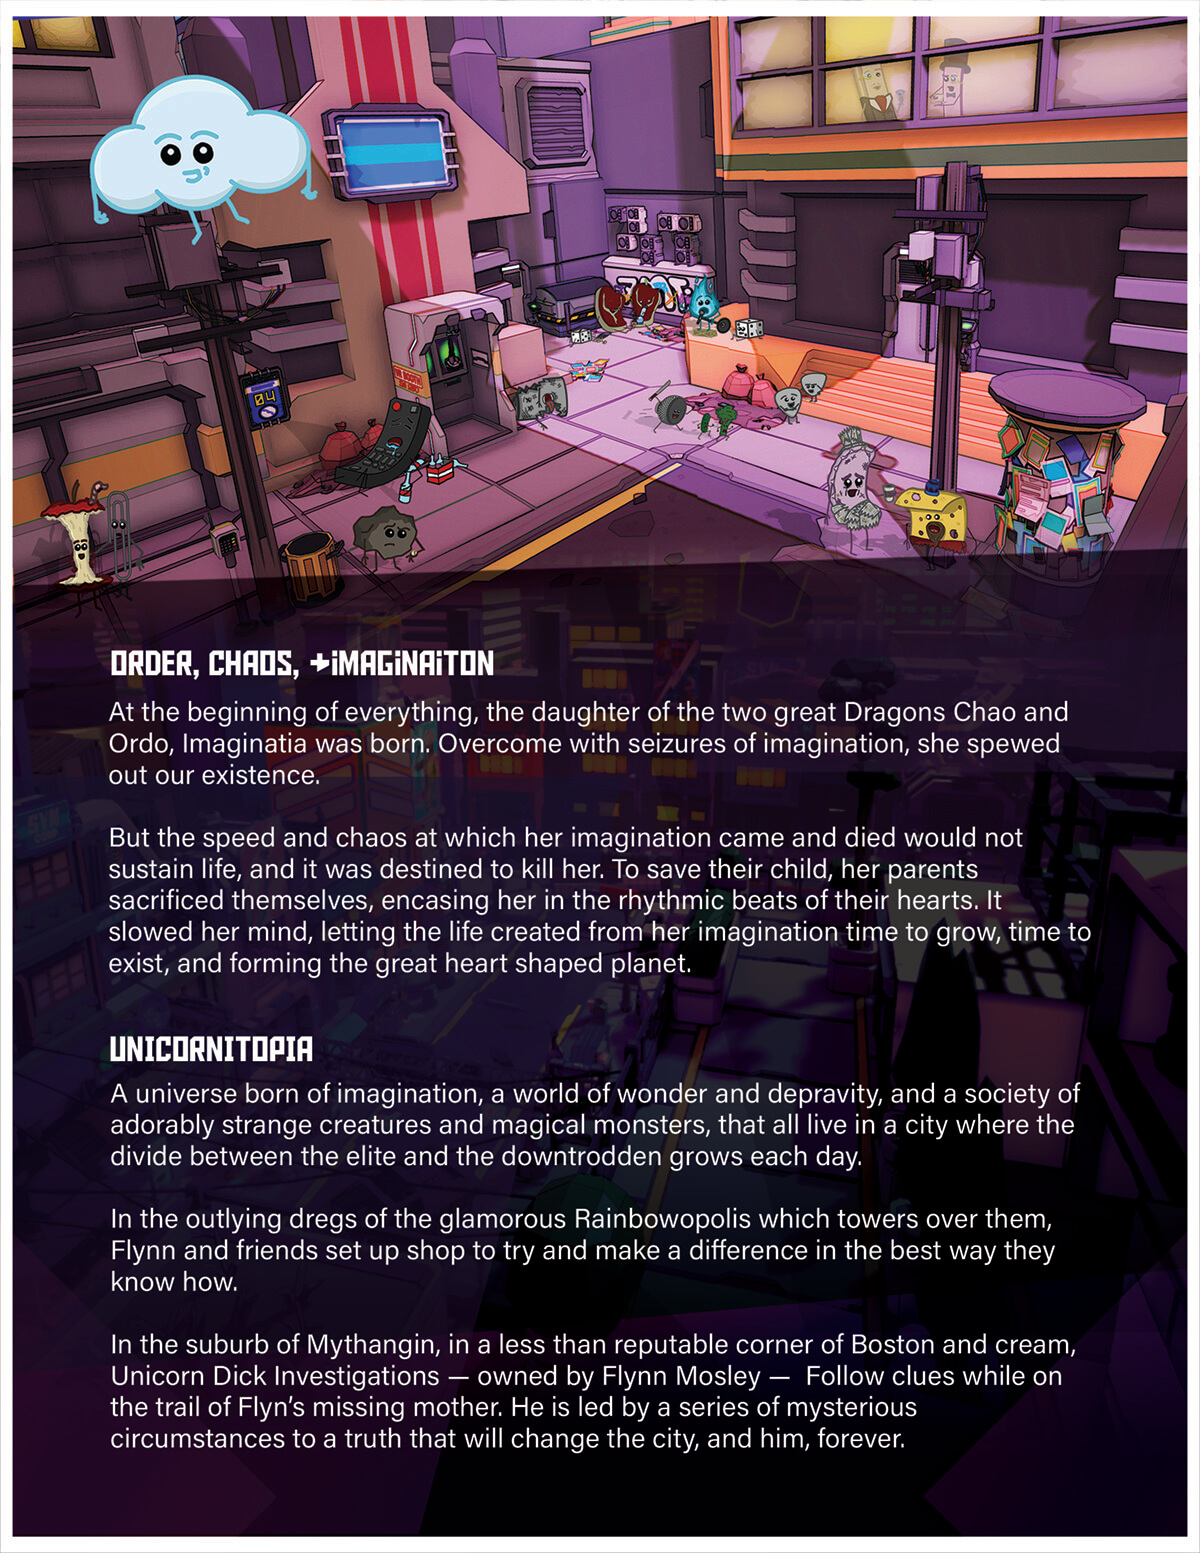 04
ORDER, CHAOS, +iMAGiNAiTON
At the beginning of everything, the daughter of the two great Dragons Chao and
Ordo, Imaginatia was born. Overcome with seizures of imagination, she spewed
out our existence.
But the speed and chaos at which her imagination came and died would not
sustain life, and it was destined to kill her. To save their child, her parents
sacrificed themselves, encasing her in the rhythmic beats of their hearts. It
slowed her mind, letting the life created from her imagination time to grow, time to
exist, and forming the great heart shaped planet.
UNICORNITOPIA
A universe born of imagination, a world of wonder and depravity, and a society of
adorably strange creatures and magical monsters, that all live in a city where the
divide between the elite and the downtrodden grows each day.
In the outlying dregs of the glamorous Rainbowopolis which towers over them,
Flynn and friends set up shop to try and make a difference in the best way they
know how.
In the suburb of Mythangin, in a less than reputable corner of Boston and cream,
Unicorn Dick Investigations — owned by Flynn Mosley —  Follow clues while on
the trail of Flyn's missing mother. He is led by a series of mysterious
circumstances to a truth that will change the city, and him, forever.